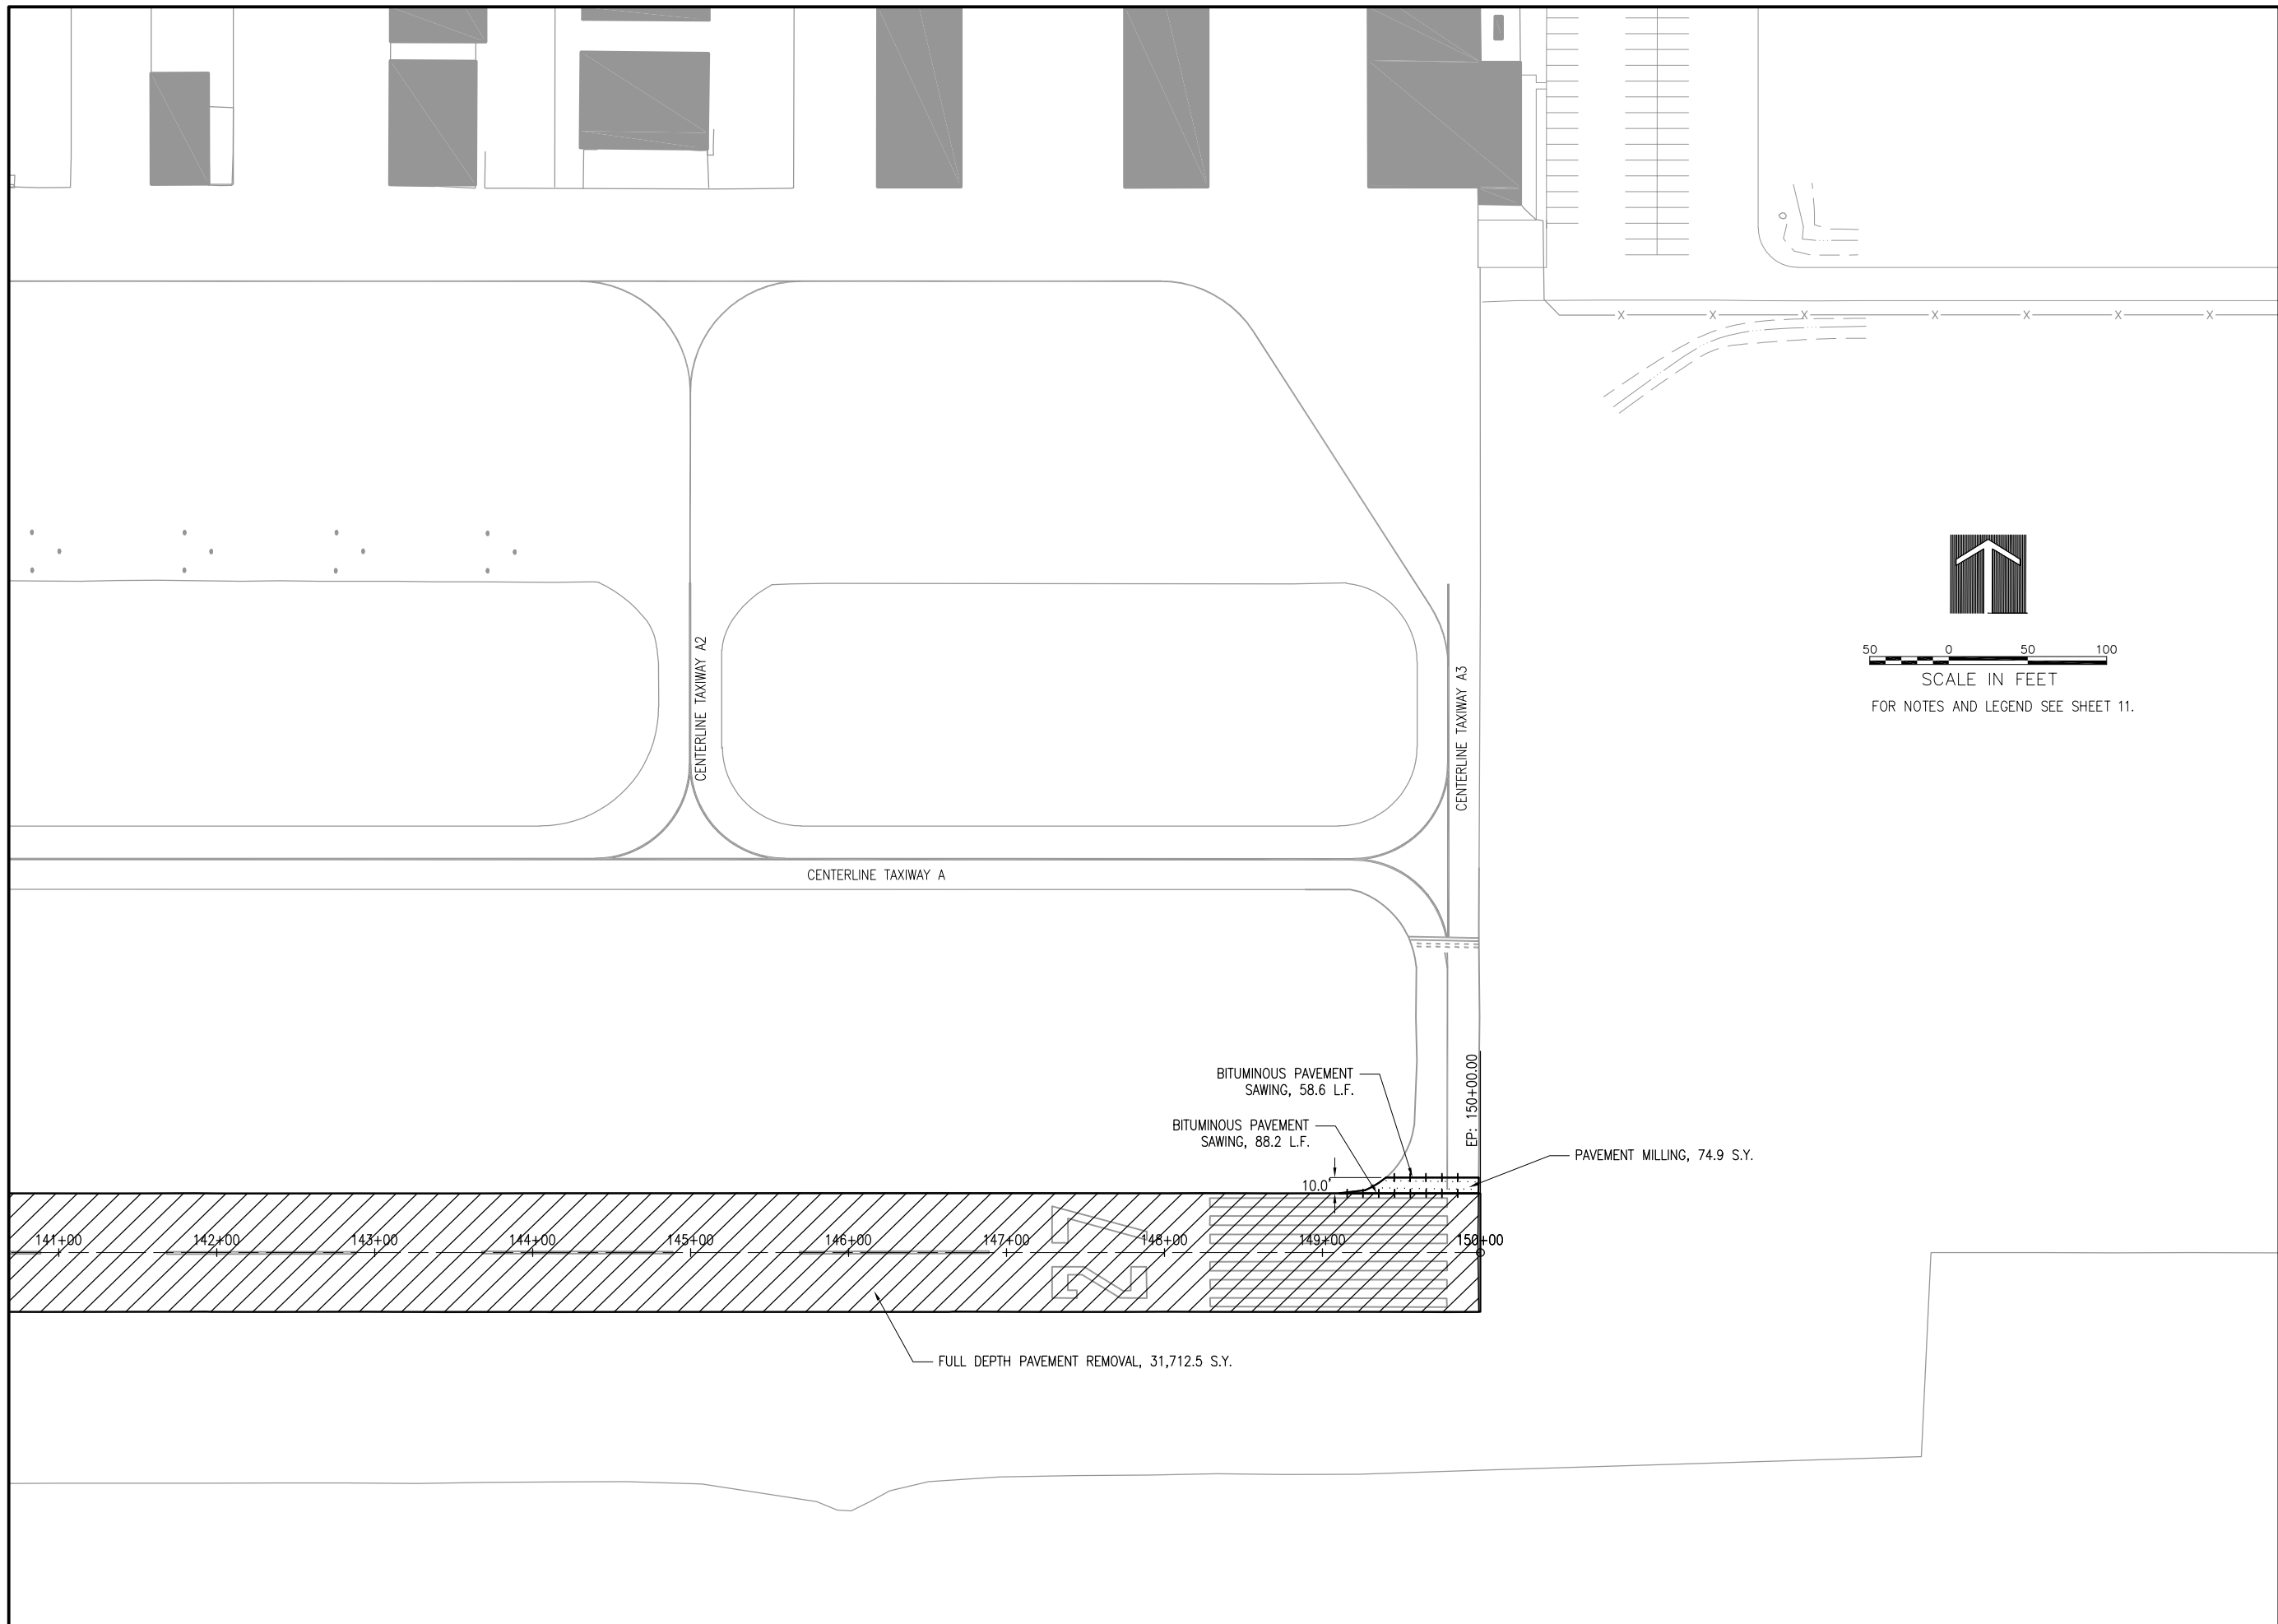 CENTERLINE TAXIWAY A2
CENTERLINE TAXIWAY A3
50 0 50 100
SCALE IN FEET
FOR NOTES AND LEGEND SEE SHEET 11.
CENTERLINE TAXIWAY A
BITUMINOUS PAVEMENT
SAWING, 58.6 L.F.
EP: 150+00.00
BITUMINOUS PAVEMENT
SAWING, 88.2 L.F.
PAVEMENT MILLING, 74.9 S.Y.
10.0'
141+00 142+00 143+00 144+00 145+00 146+00 147+00 148+00 149+00 150+00
27
FULL DEPTH PAVEMENT REMOVAL, 31,712.5 S.Y.
X X X X X X X